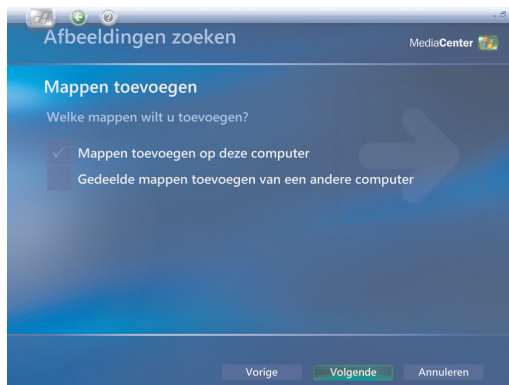 Afbeeldingen zoeken
MediaCenter
Mappen toevoegen
Welke mappen wilt u toevoegen?
Mappen toevoegen op deze computer
Gedeelde mappen toevoegen van een andere computer
Vorige
Volgende
Annuleren